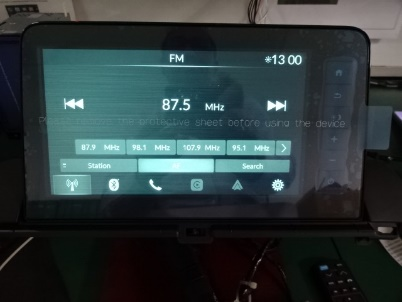 FM
✻13 00
87.5 MHz
the protective sheet before using the device
87.9 MHz 98.1 MHz 107.9 MHz 95.1 MHz
Station Search